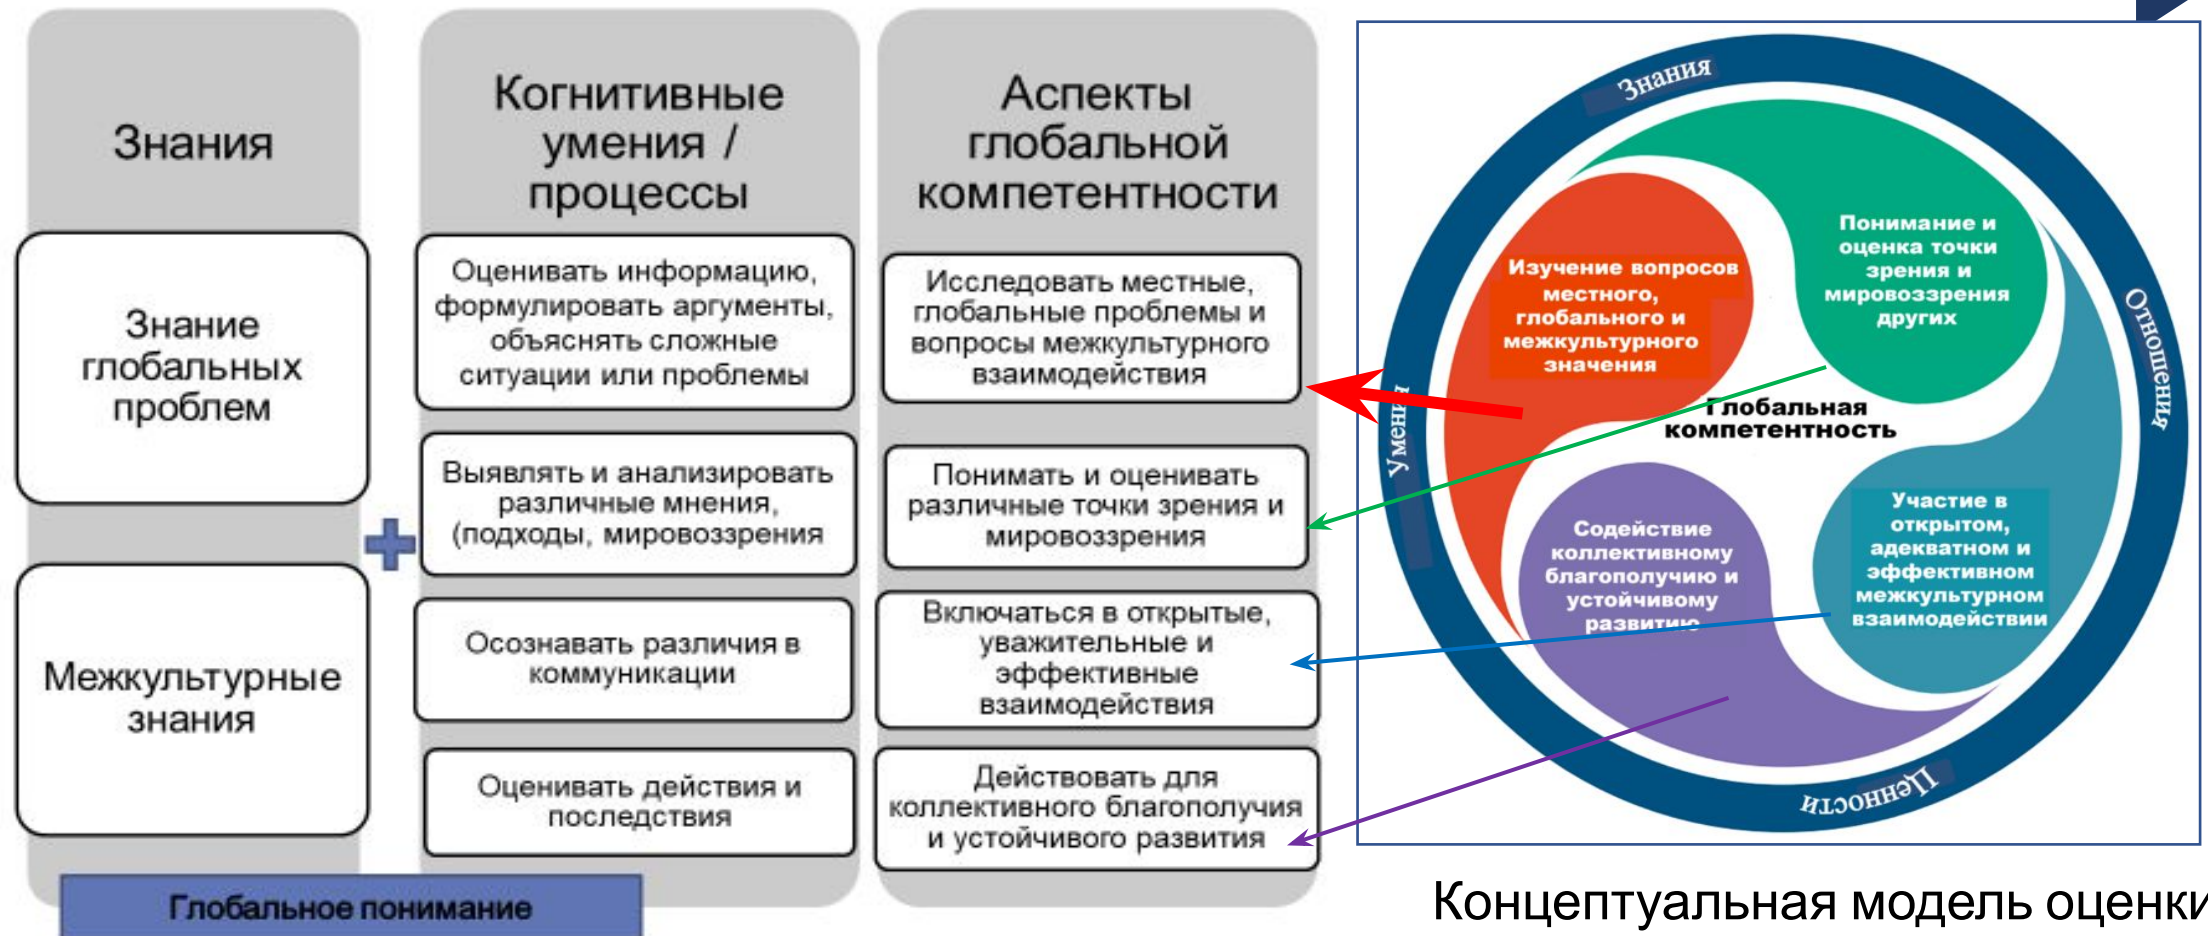 Знания
Знание
глобальных
проблем
Межкультурные
знания
Когнитивные
умения /
процессы
Оценивать информацию,
формулировать аргументы,
объяснять сложные
ситуации или проблемы
Выявлять и анализировать
различные мнения,
(подходы, мировоззрения
Осознавать различия в
коммуникации
Оценивать действия и
последствия
Глобальное понимание
Аспекты
глобальной
компетентности
Исследовать местные,
глобальные проблемы и
вопросы межкультурного
взаимодействия
Понимать и оценивать
различные точки зрения и
мировоззрения
Включаться в открытые,
уважительные и
эффективные
взаимодействия
Действовать для
коллективного благополучия
и устойчивого развития
Знания
Отношения
Ценности
Умения
Изучение вопросов
местного,
глобального и
межкультурного
значения
Понимание и
оценка точки
зрения и
мировоззрения
других
Глобальная
компетентность
Содействие
коллективному
благополучию и
устойчивому
развитию
Участие в
открытом,
адекватном и
эффективном
межкультурном
взаимодействии
Концептуальная модель оценки